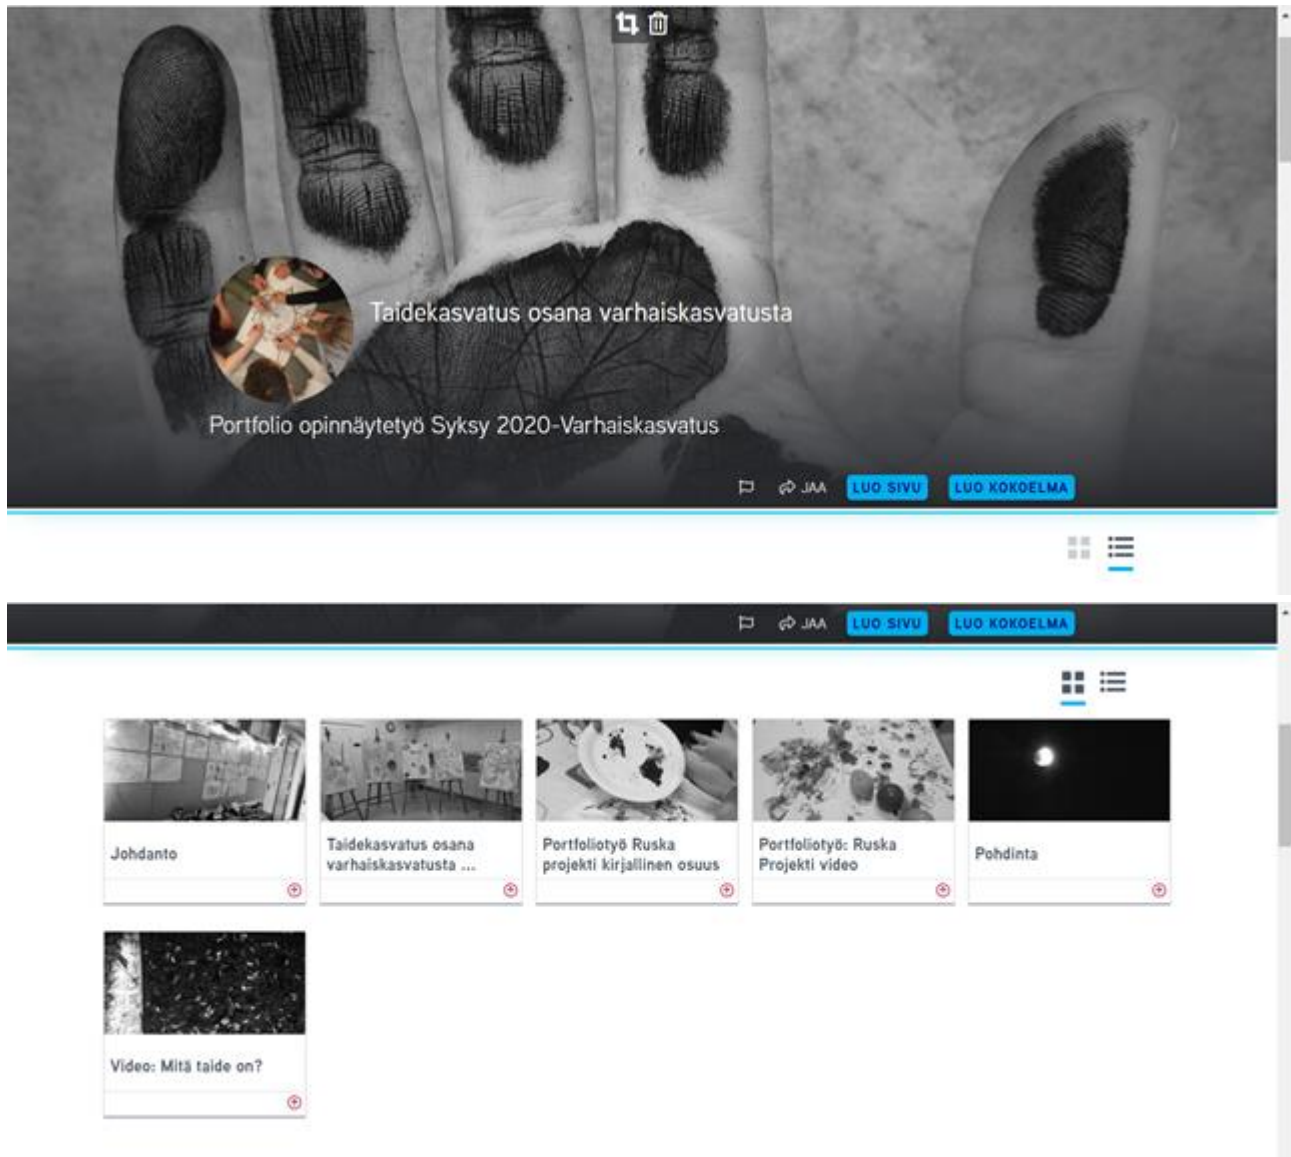 Taidekasvatus osana varhaiskasvatusta
Portfolio opinnäytetyö Syksy 2020-Varhaiskasvatus
JAA LUO SIVU LUO KOKOELMA
JAA LUO SIVU LUO KOKOELMA
Johdanto
Taidekasvatus osana
varhaiskasvatusta ...
Portfoliotyö Ruska
projekti kirjallinen osuus
Portfoliotyö: Ruska
Projekti video
Pohdinta
Video: Mitä taide on?